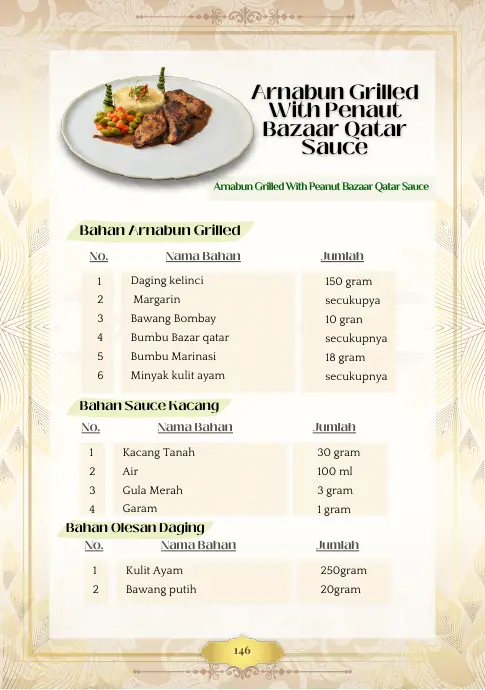 Arnabun Grilled
With Penaut
Bazaar Qatar
Sauce
Arnabun Grilled With Peanut Bazaar Qatar Sauce
Bahan Arnabun Grilled
No. Nama Bahan Jumlah
1 Daging kelinci 150 gram
2 Margarin secukupya
3 Bawang Bombay 10 gran
4 Bumbu Bazar qatar secukupnya
5 Bumbu Marinasi 18 gram
6 Minyak kulit ayam secukupnya
Bahan Sauce Kacang
No. Nama Bahan Jumlah
1 Kacang Tanah 30 gram
2 Air 100 ml
3 Gula Merah 3 gram
4 Garam 1 gram
Bahan Olesan Daging
No. Nama Bahan Jumlah
1 Kulit Ayam 250gram
2 Bawang putih 20gram
146